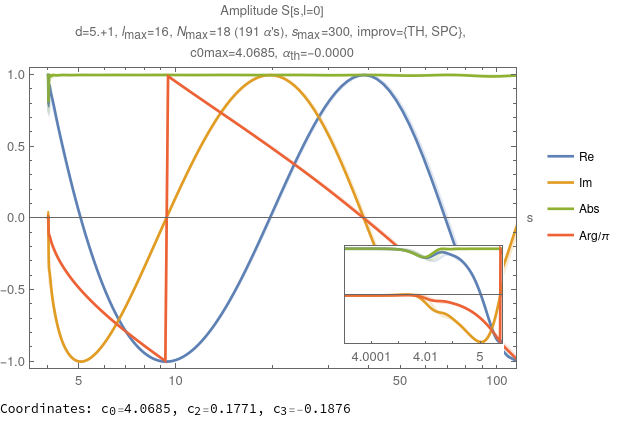 Amplitude S[s,l=0]
d=5.+1, lmax=16, Nmax=18 (191 α's), smax=300, improv={TH, SPC},
c0max=4.0685, αth=-0.0000
1.0
0.5
0.0
-0.5
-1.0
5
10
50
100
s
4.0001
4.01
5
Re
Im
Abs
Arg/π
Coordinates: c0=4.0685, c2=0.1771, c3=-0.1876